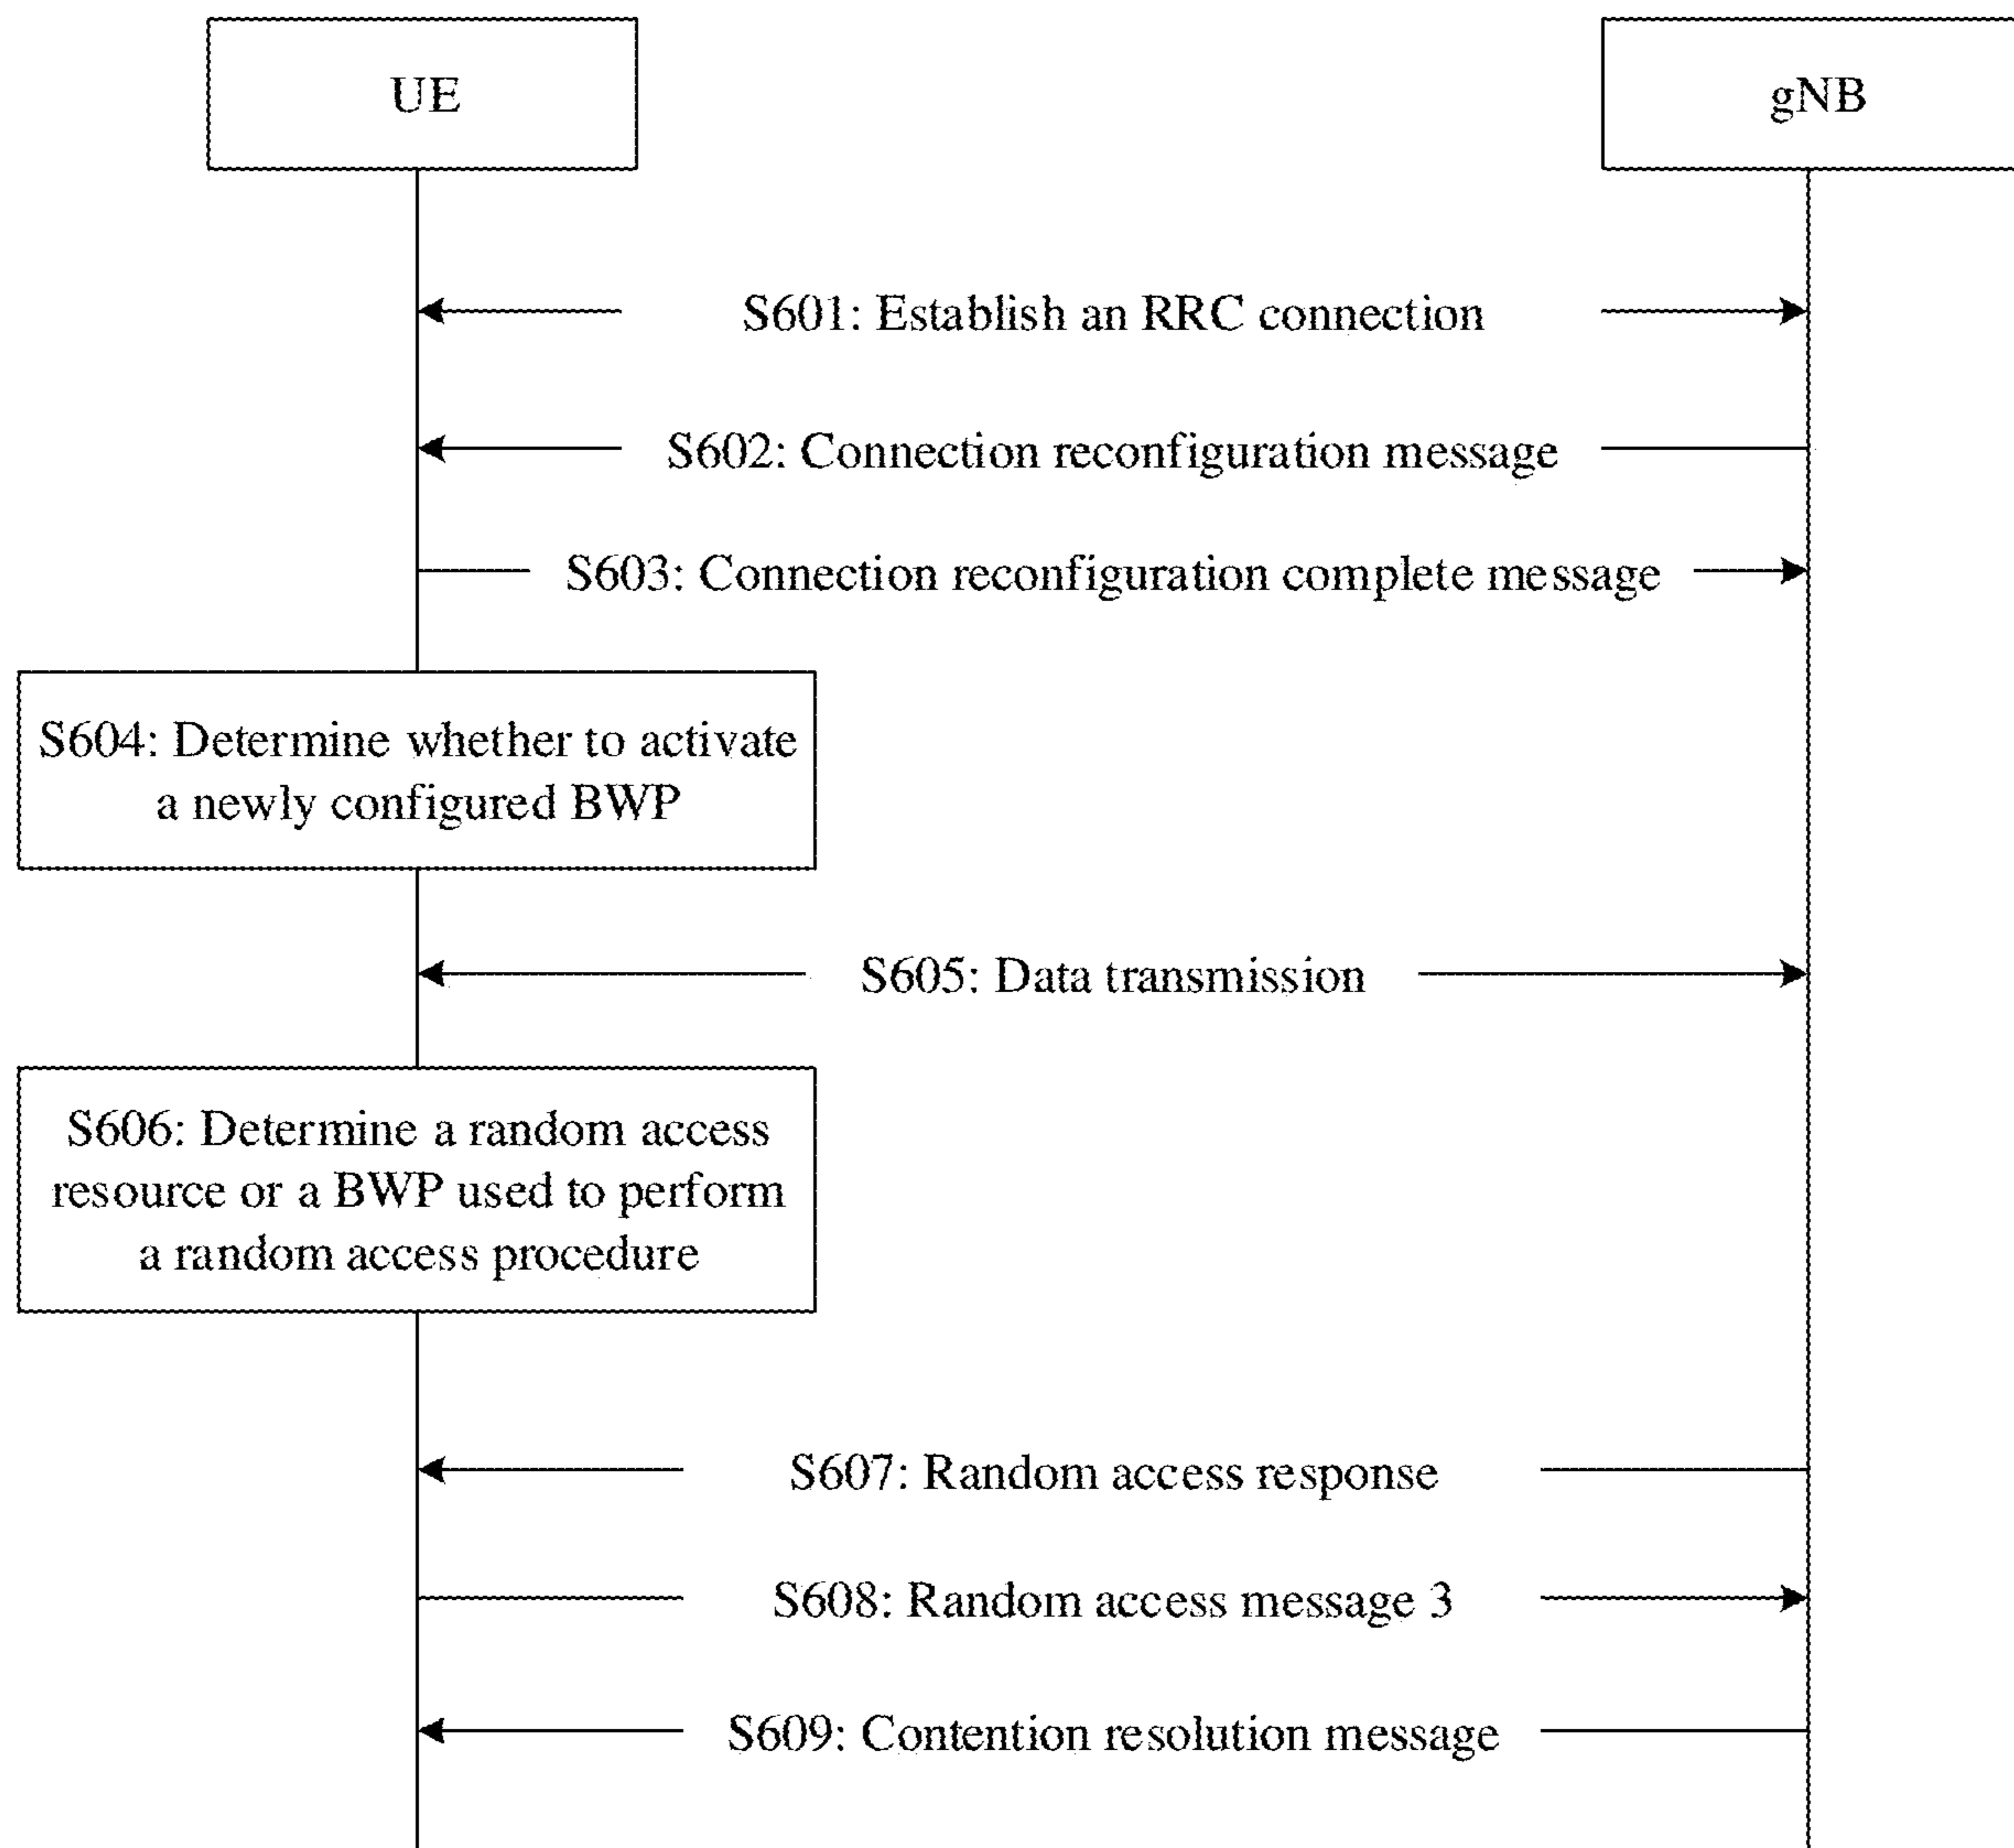 UE
gNB
S601: Establish an RRC connection
S602: Connection reconfiguration message
S603: Connection reconfiguration complete message
S604: Determine whether to activate
a newly configured BWP
S605: Data transmission
S606: Determine a random access
resource or a BWP used to perform
a random access procedure
S607: Random access response
S608: Random access message 3
S609: Contention resolution message